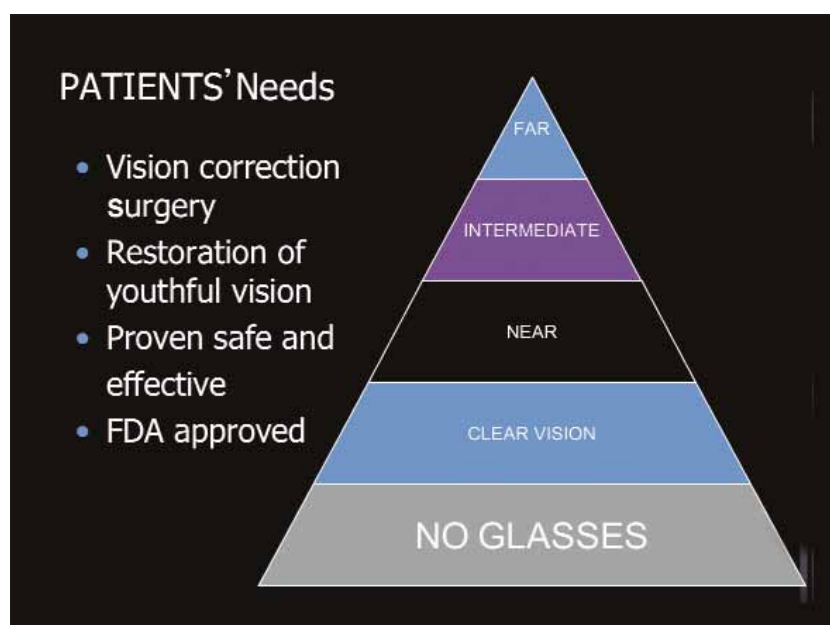 PATIENTS’Needs
• Vision correction
surgery
• Restoration of
youthful vision
• Proven safe and
effective
• FDA approved
FAR
INTERMEDIATE
NEAR
CLEAR VISION
NO GLASSES